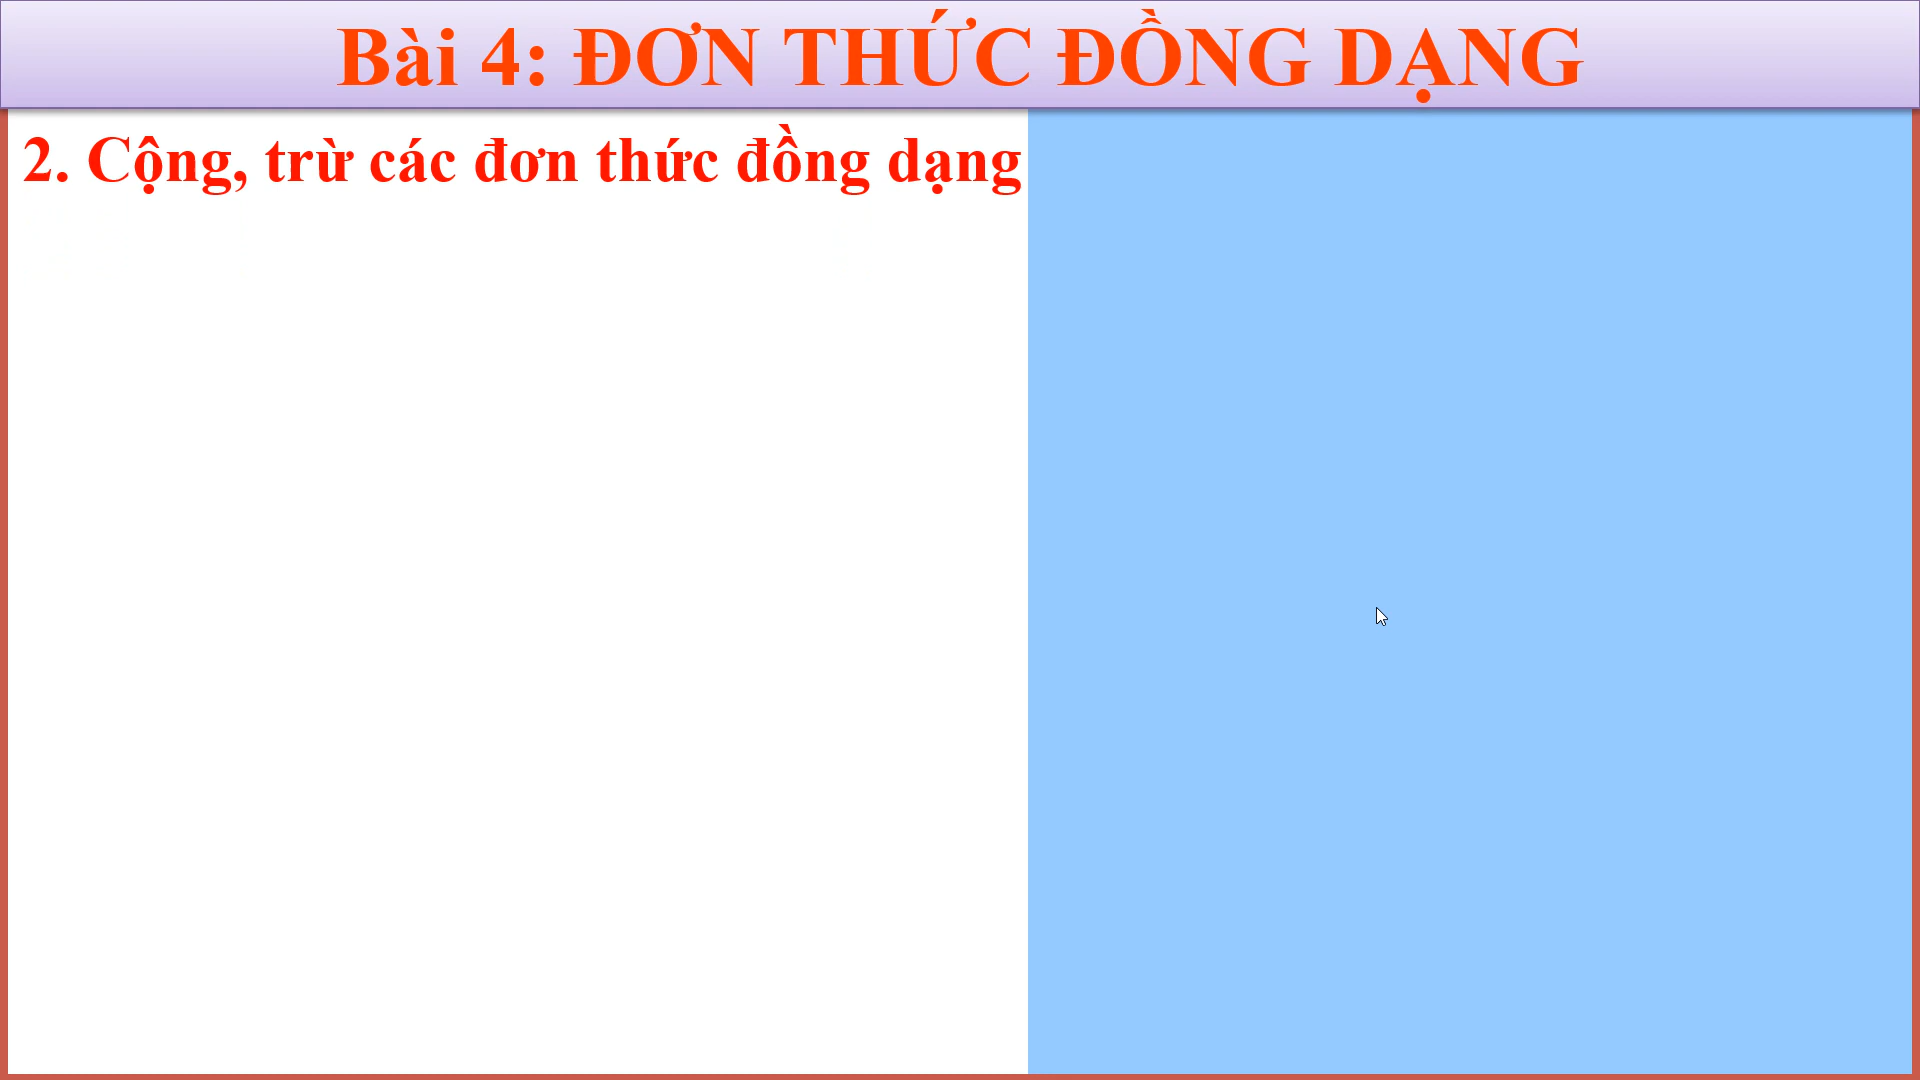 Bài 4: ĐƠN THỨC ĐỒNG DẠNG
2. Cộng, trừ các đơn thức đồng dạng